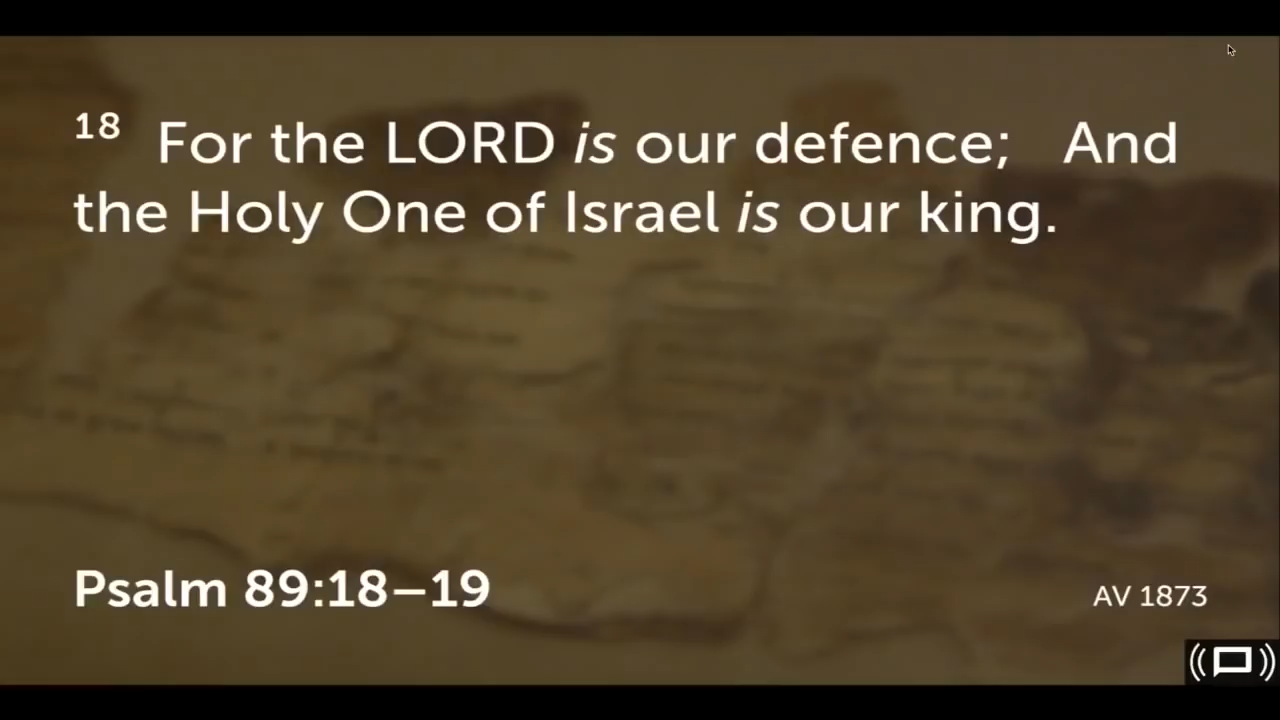 18 For the LORD is our defence; And
the Holy One of Israel is our king.
Psalm 89:18–19
AV 1873